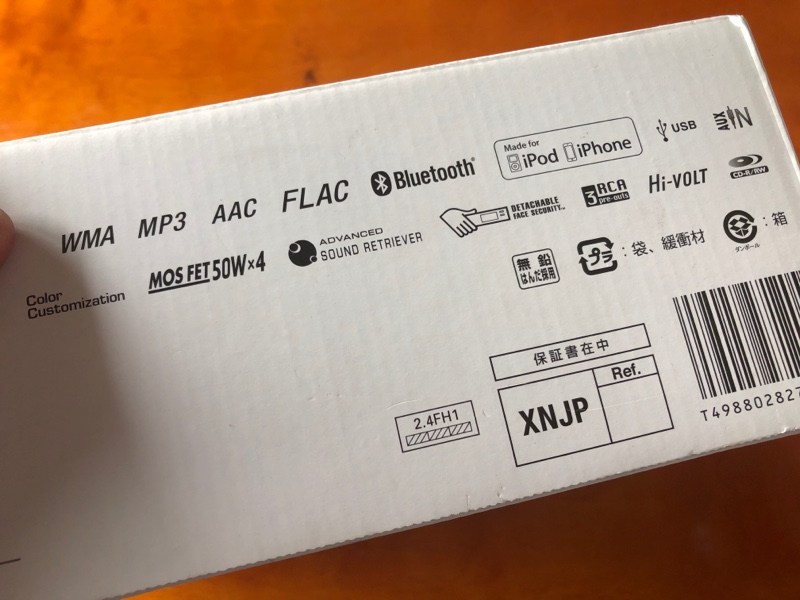 WMA MP3 AAC FLAC Bluetooth®
Made for
iPod iPhone
USB
AUX IN
Color
Customization
MOS FET 50W×4
ADVANCED
SOUND RETRIEVER
DETACHABLE
FACE SECURITY™
3 RCA
pre-outs
Hi-VOLT
CD-R/RW
無鉛
はんだ採用
プラ : 袋、緩衝材
ダンボール : 箱
保証書在中
2.4FH1
XNJP
Ref.
T49880282